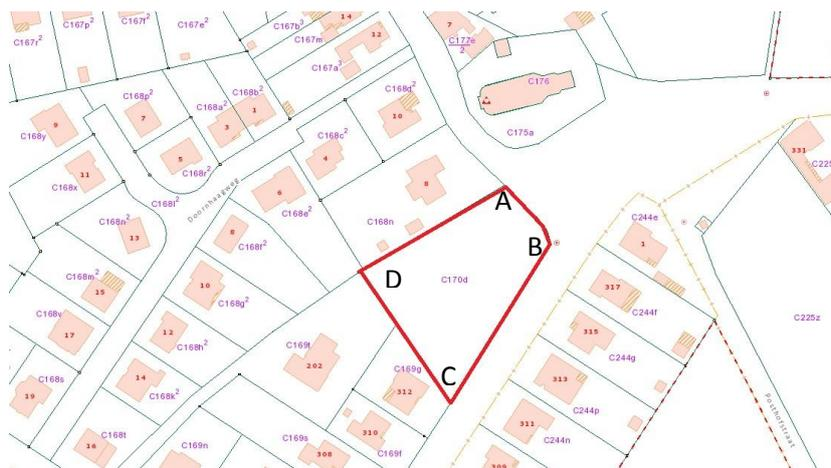 C167r²
C167p²
C167f²
C167e²
C167b³
14
C167m
12
C167a³
7
C177e
2
C176
C175a
331
C225
C168y
9
C168p²
7
C168a²
C168b²
1
3
C168d²
10
C168c²
4
5
C168r²
11
C168x
C168l²
Doornhaagweg
6
C168e²
8
C168n
A
B
D
C170d
C
C168n²
13
8
C168f²
C168m²
15
10
C168g²
C168v
17
12
C168h²
C169t
202
C169g
312
14
C168k²
C168s
19
16
C168t
C169n
C169s
308
310
C169f
C244e
1
317
C244f
315
C244g
313
C244p
311
C244n
309
C225z
Posthofstraat